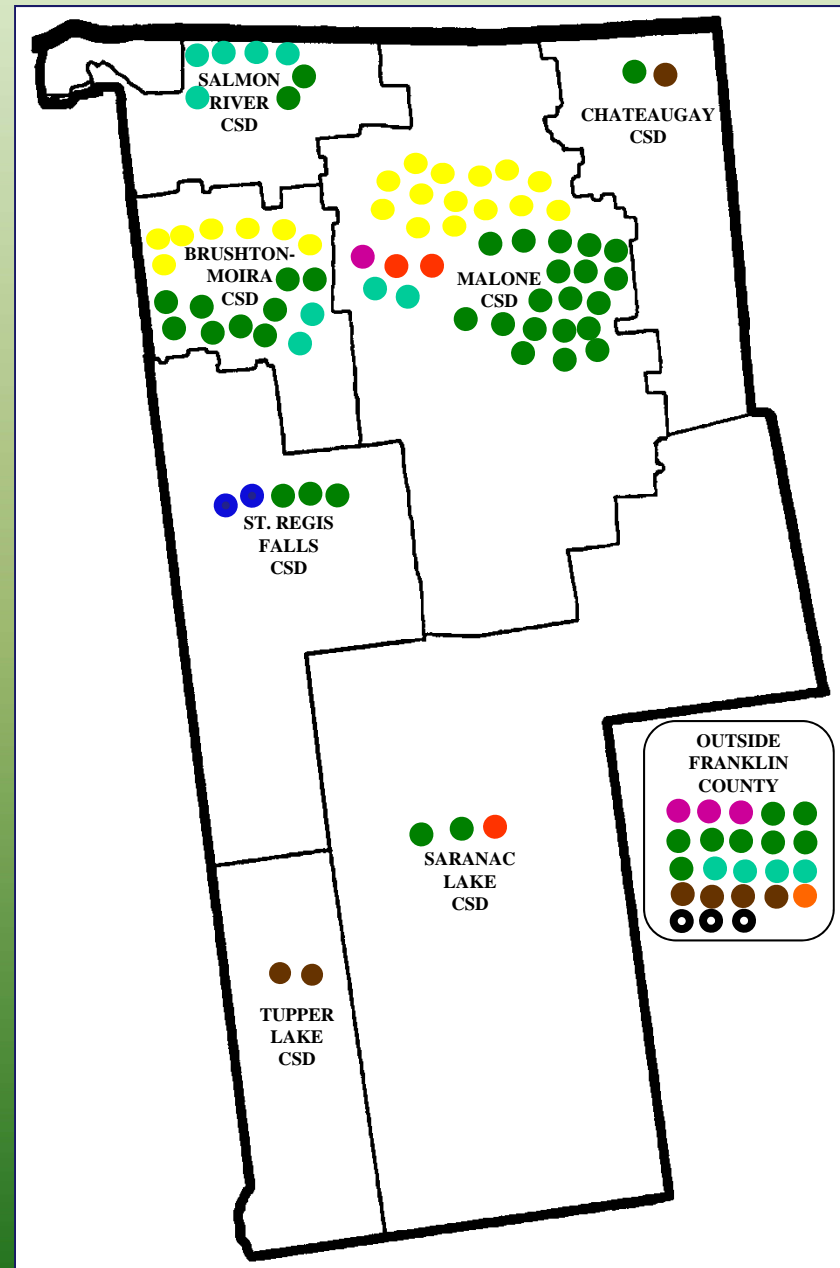 SALMON
RIVER
CSD
CHATEAUGAY
CSD
BRUSHTON-
MOIRA
CSD
MALONE
CSD
ST. REGIS
FALLS
CSD
OUTSIDE
FRANKLIN
COUNTY
SARANAC
LAKE
CSD
TUPPER
LAKE
CSD